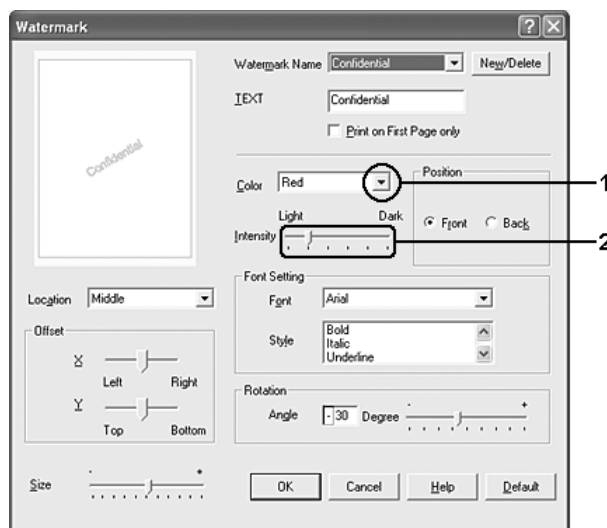 Watermark
Watermark Name Confidential New/Delete
TEXT Confidential
Print on First Page only
Confidential
Color Red 1
Position
Front Back
Light Dark
Intensity 2
Location Middle
Font Setting
Font Arial
Style Bold
Italic
Underline
Offset
X
Left Right
Y
Top Bottom
Rotation
Angle -30 Degree - +
Size - +
OK Cancel Help Default